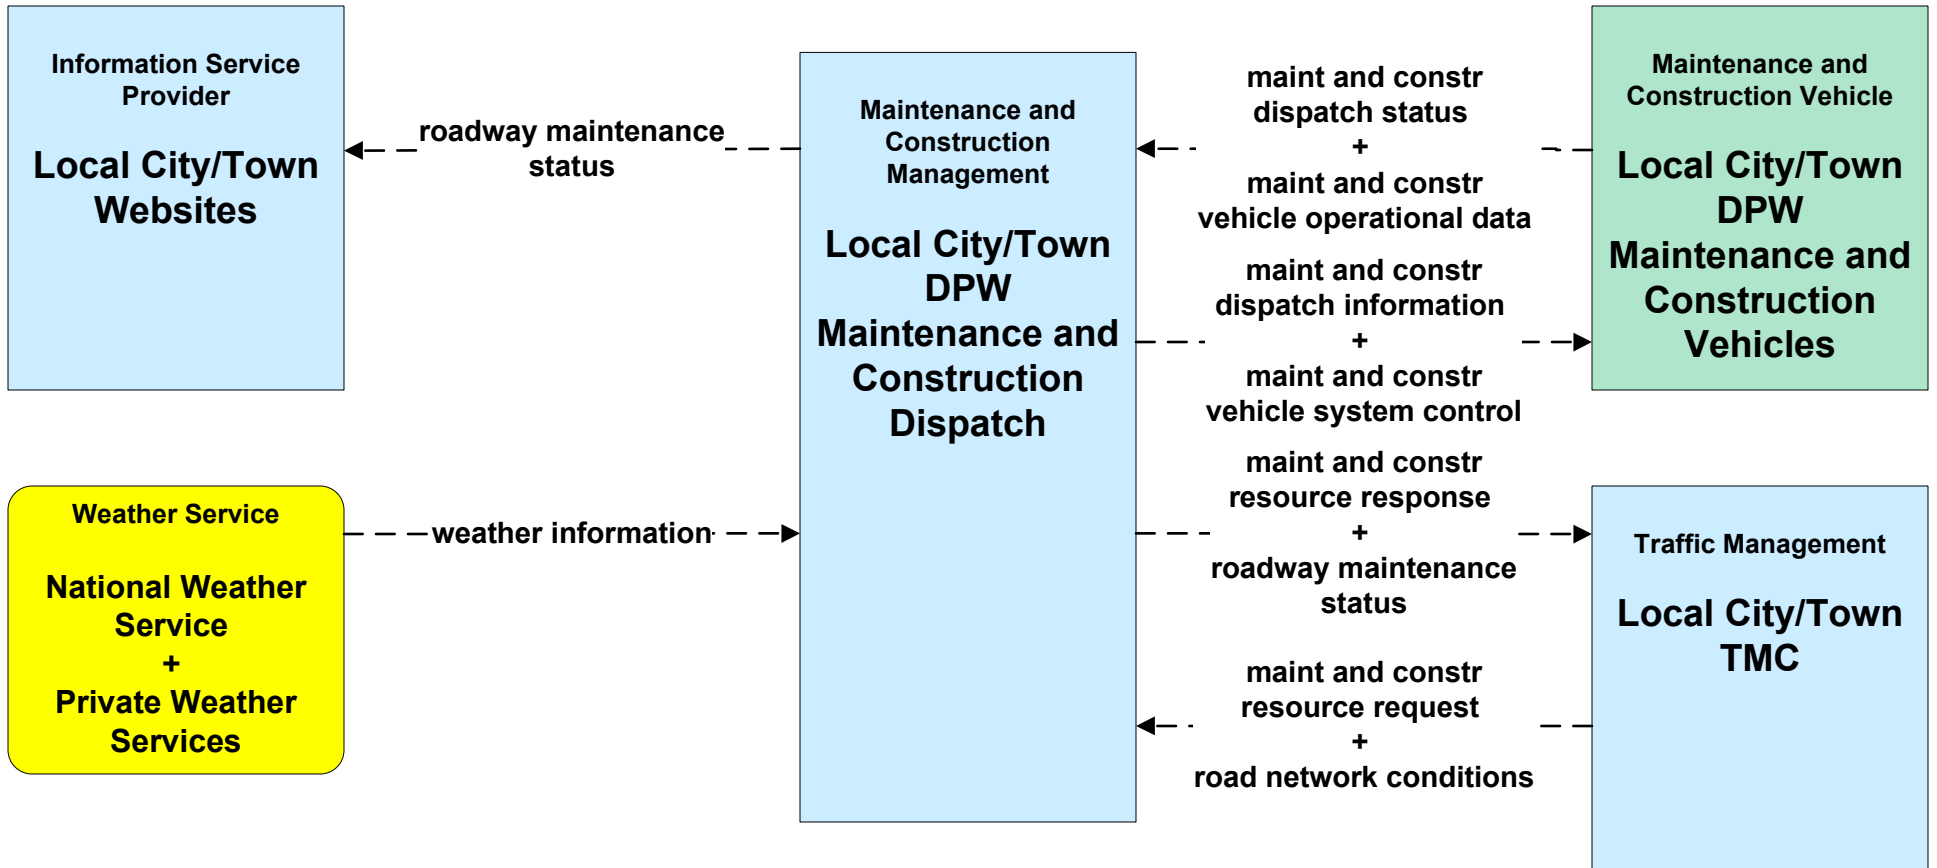 Information Service
Provider
Local City/Town
Websites
roadway maintenance
status
Weather Service
National Weather
Service
+
Private Weather
Services
weather information
Maintenance and
Construction
Management
Local City/Town
DPW
Maintenance and
Construction
Dispatch
maint and constr
dispatch status
+
maint and constr
vehicle operational data
maint and constr
dispatch information
+
maint and constr
vehicle system control
maint and constr
resource response
+
roadway maintenance
status
maint and constr
resource request
+
road network conditions
Maintenance and
Construction Vehicle
Local City/Town
DPW
Maintenance and
Construction
Vehicles
Traffic Management
Local City/Town
TMC